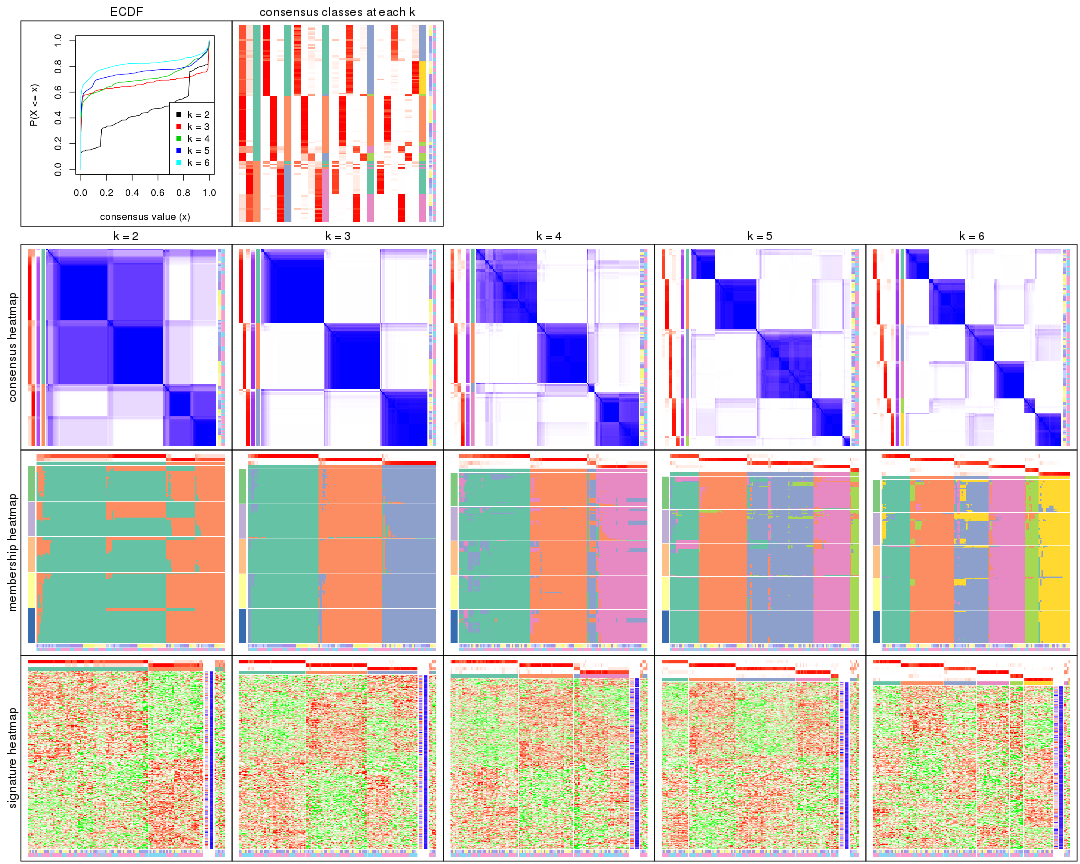 ECDF
consensus classes at each k
P(X <= x)
0.0 0.2 0.4 0.6 0.8 1.0
k = 2
k = 3
k = 4
k = 5
k = 6
0.0 0.2 0.4 0.6 0.8 1.0
consensus value (x)
k = 2
k = 3
k = 4
k = 5
k = 6
consensus heatmap
membership heatmap
signature heatmap